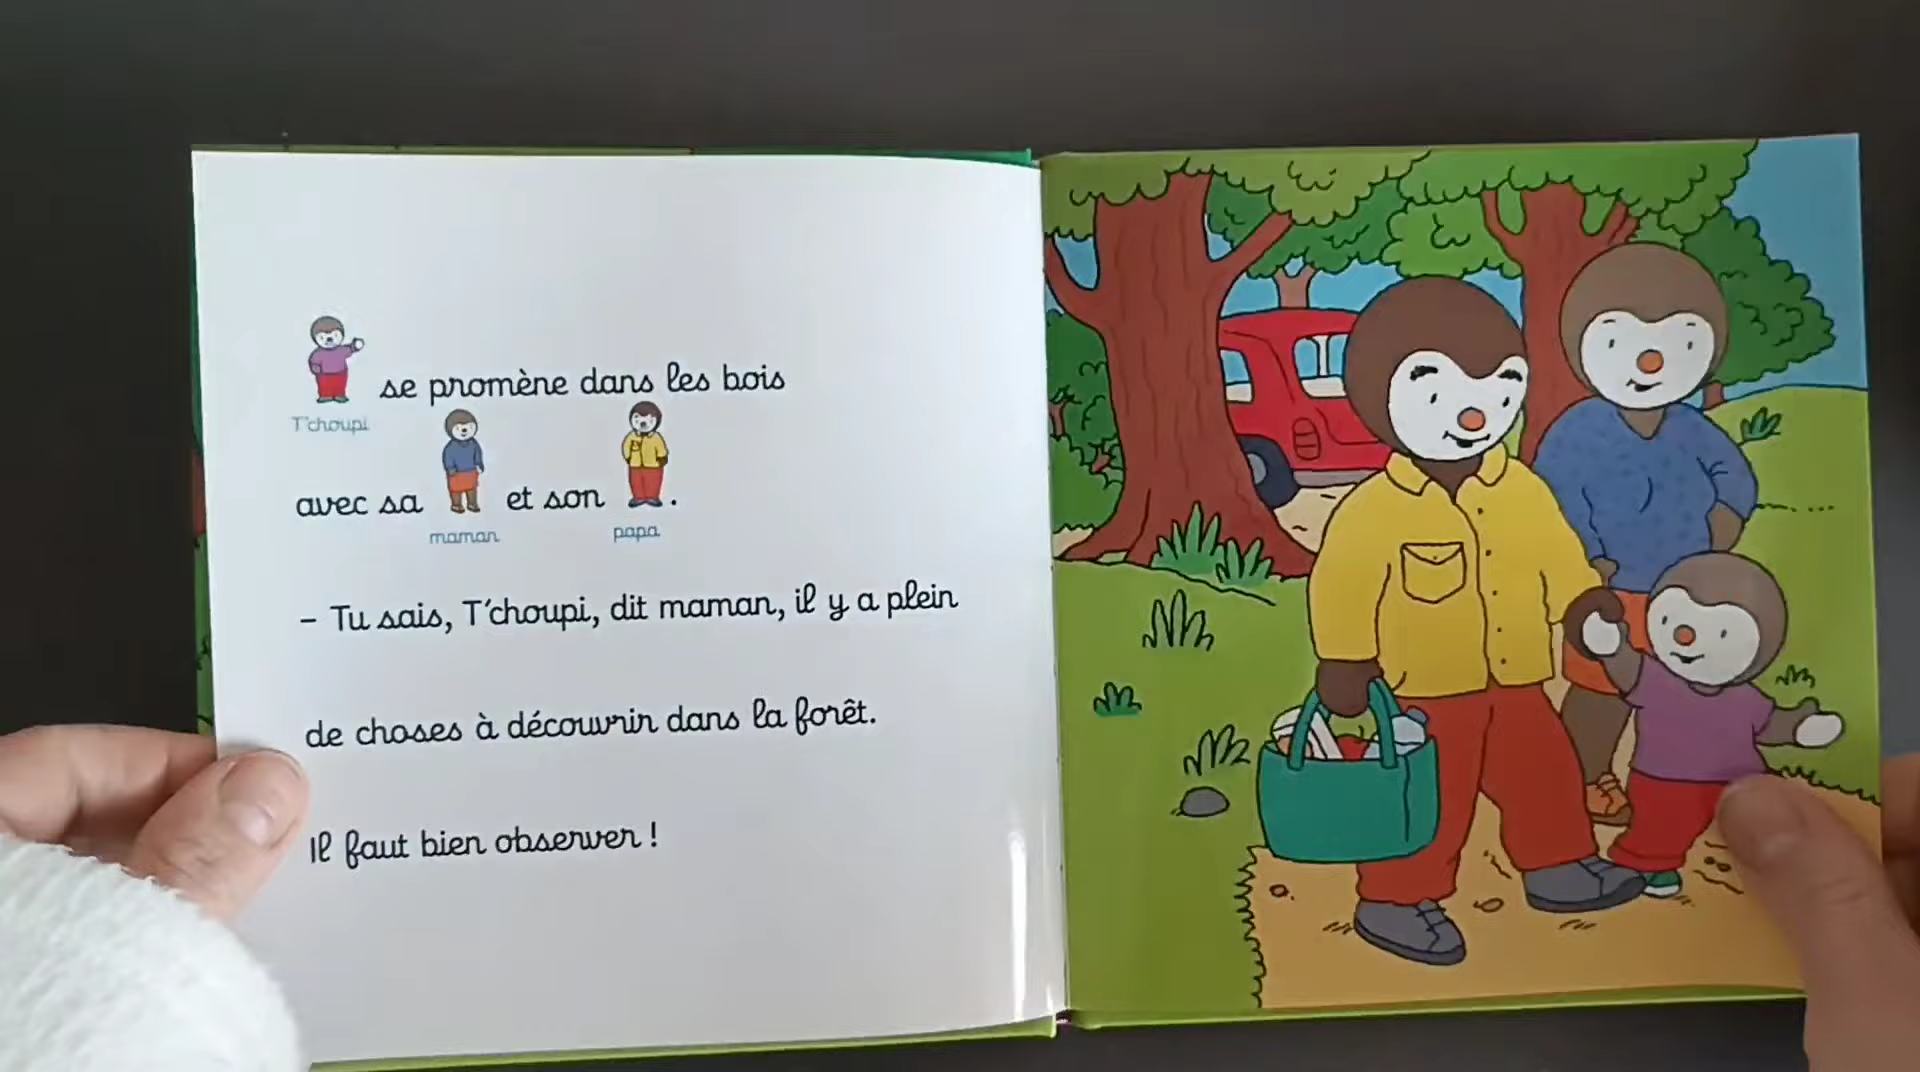 se promène dans les bois
T'choupi
avec sa et son .
maman papa
– Tu sais, T'choupi, dit maman, il y a plein
de choses à découvrir dans la forêt.
Il faut bien observer !